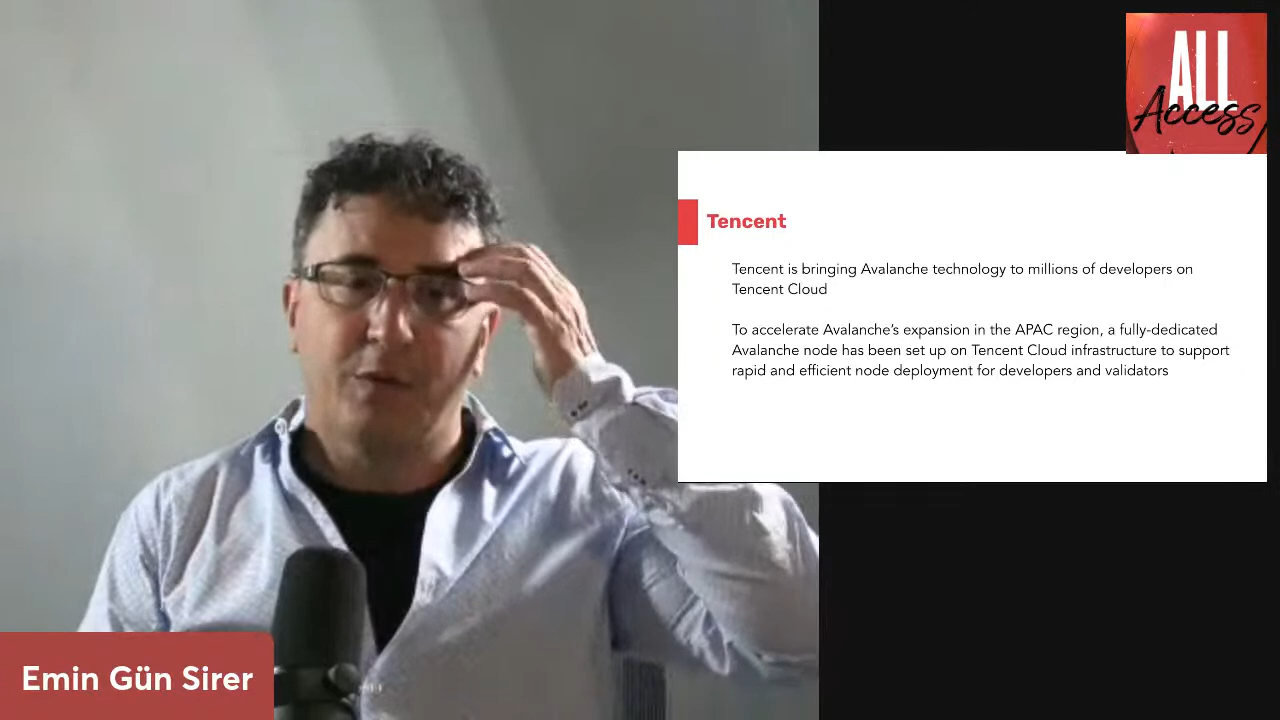 ALL
Access
Tencent
Tencent is bringing Avalanche technology to millions of developers on
Tencent Cloud
To accelerate Avalanche’s expansion in the APAC region, a fully-dedicated
Avalanche node has been set up on Tencent Cloud infrastructure to support
rapid and efficient node deployment for developers and validators
Emin Gün Sirer